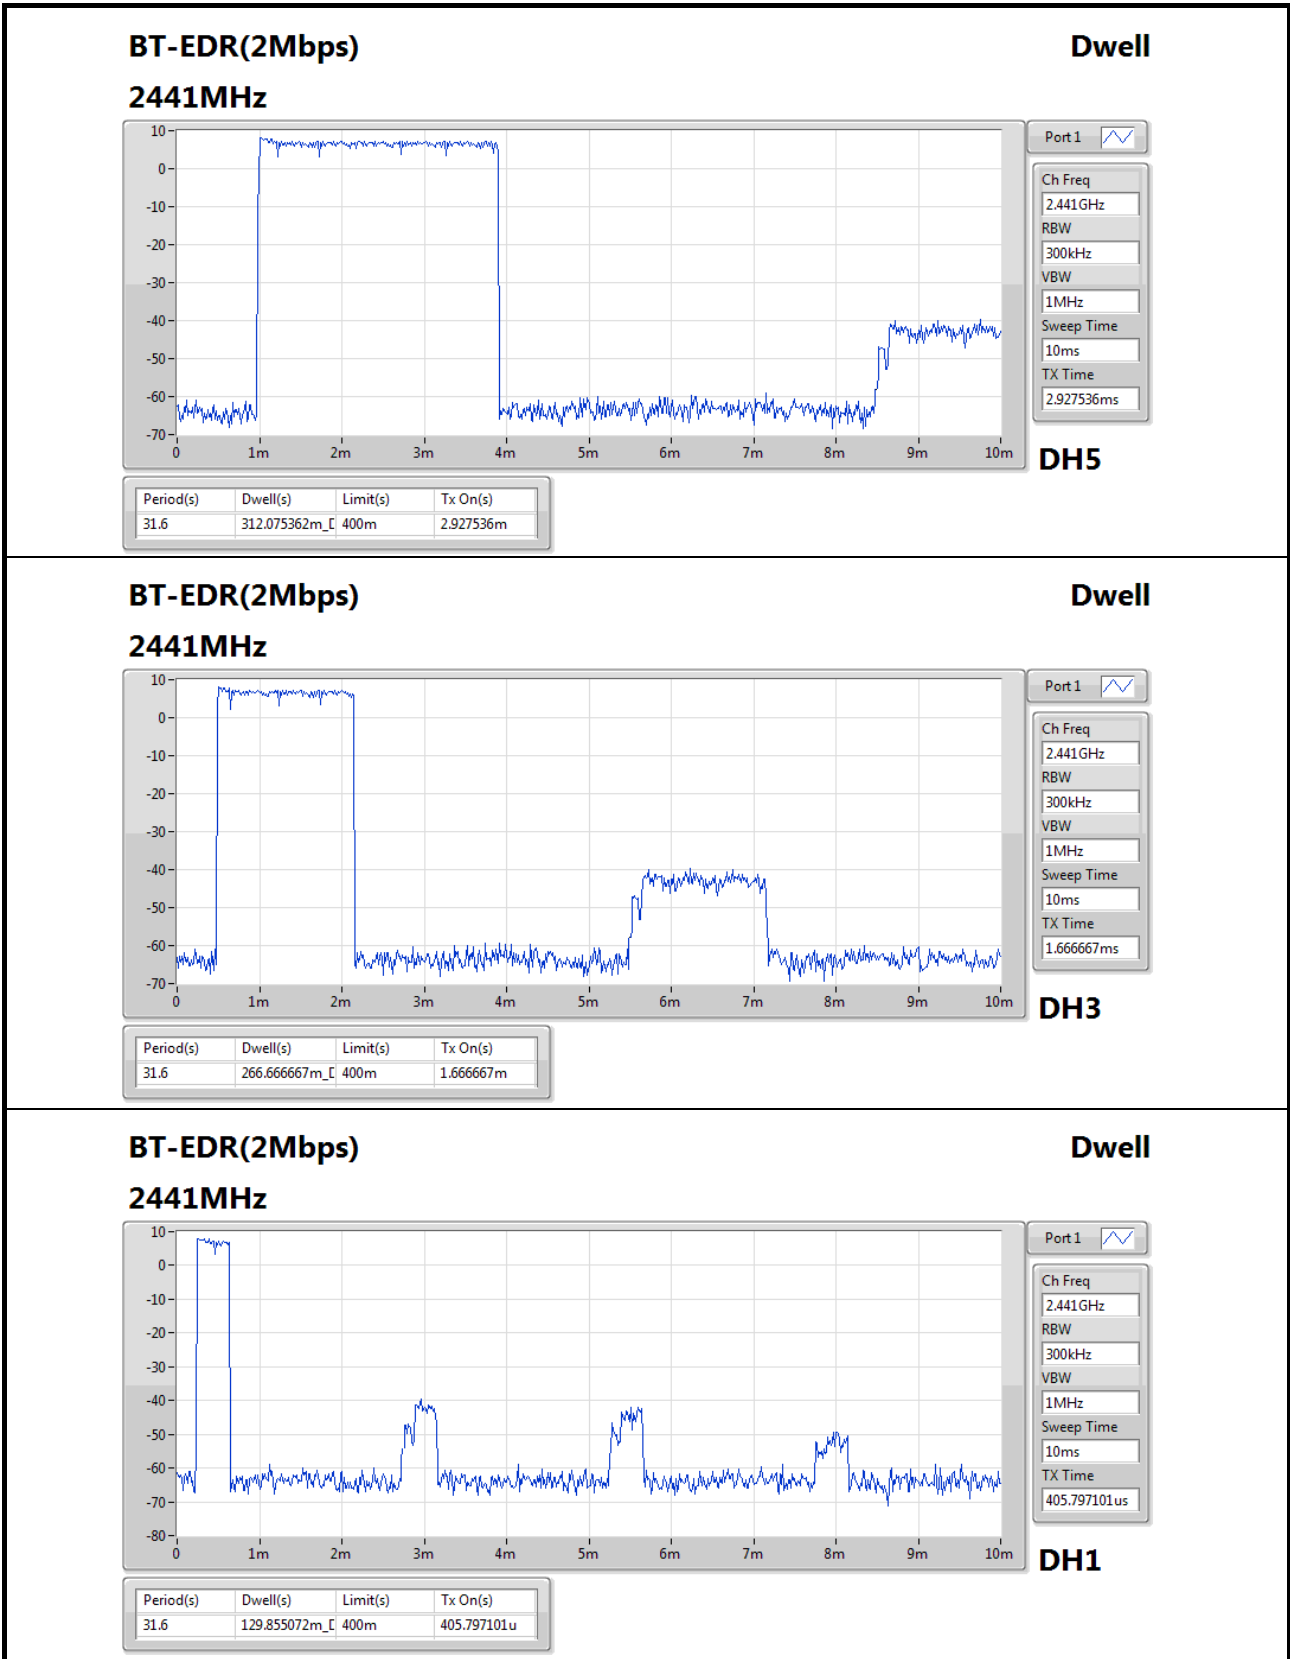 BT-EDR(2Mbps) Dwell
2441MHz
10
0
-10
-20
-30
-40
-50
-60
-70
0 1m 2m 3m 4m 5m 6m 7m 8m 9m 10m
Port 1
Ch Freq
2.441GHz
RBW
300kHz
VBW
1MHz
Sweep Time
10ms
TX Time
2.927536ms
DH5
Period(s) Dwell(s) Limit(s) Tx On(s)
31.6 312.075362m_D 400m 2.927536m
BT-EDR(2Mbps) Dwell
2441MHz
10
0
-10
-20
-30
-40
-50
-60
-70
0 1m 2m 3m 4m 5m 6m 7m 8m 9m 10m
Port 1
Ch Freq
2.441GHz
RBW
300kHz
VBW
1MHz
Sweep Time
10ms
TX Time
1.666667ms
DH3
Period(s) Dwell(s) Limit(s) Tx On(s)
31.6 266.666667m_D 400m 1.666667m
BT-EDR(2Mbps) Dwell
2441MHz
10
0
-10
-20
-30
-40
-50
-60
-70
-80
0 1m 2m 3m 4m 5m 6m 7m 8m 9m 10m
Port 1
Ch Freq
2.441GHz
RBW
300kHz
VBW
1MHz
Sweep Time
10ms
TX Time
405.797101us
DH1
Period(s) Dwell(s) Limit(s) Tx On(s)
31.6 129.855072m_D 400m 405.797101u